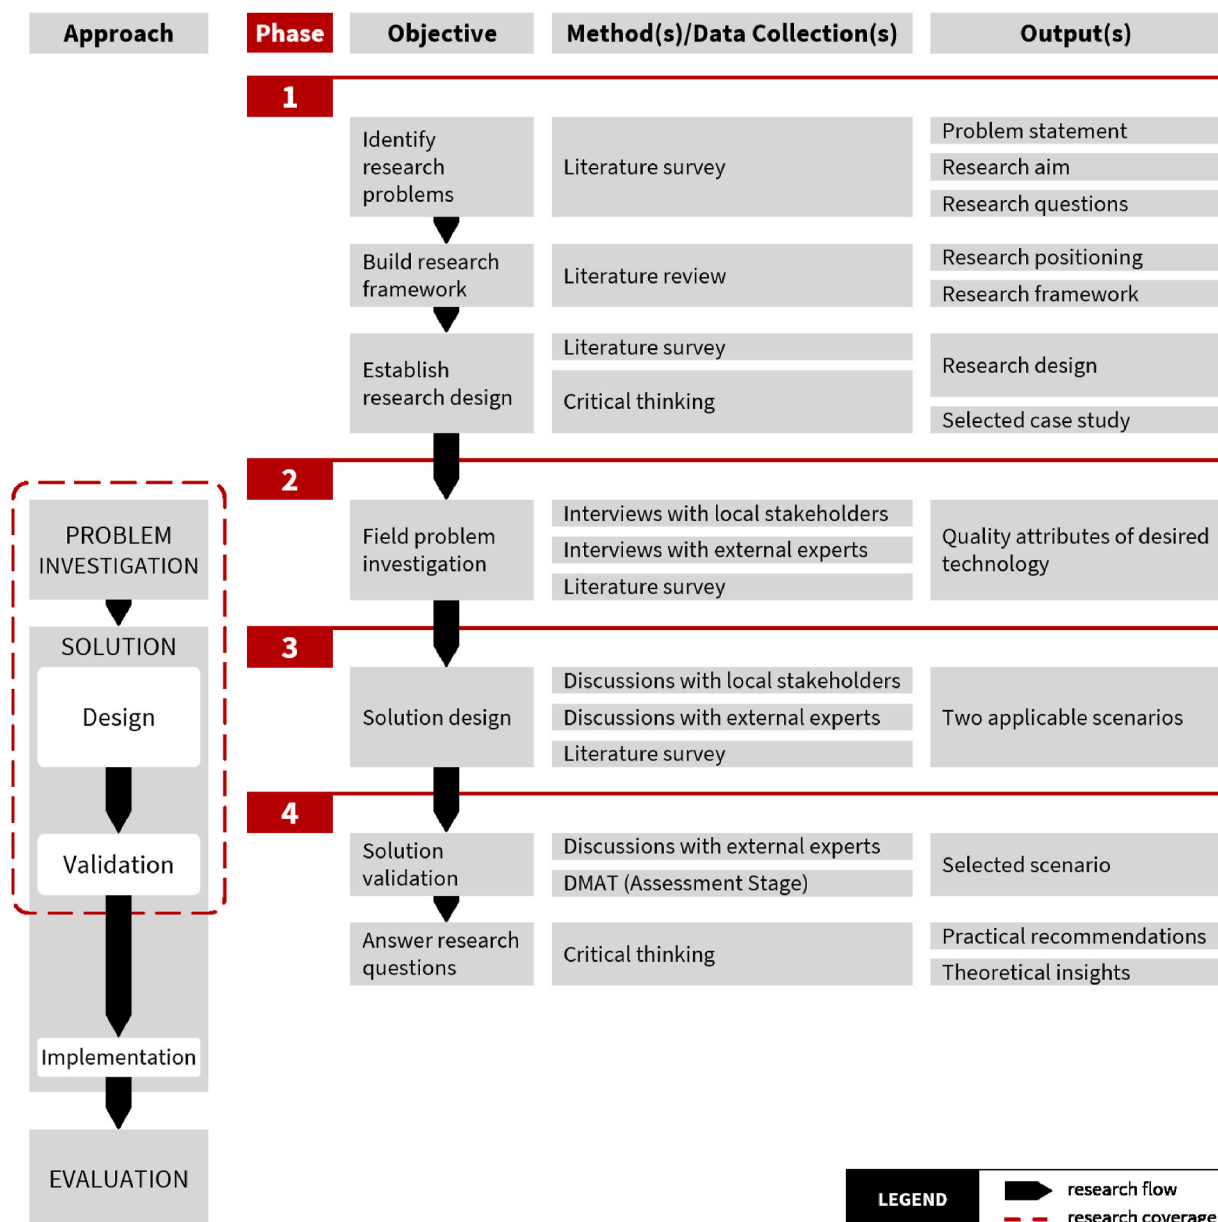 Approach
Phase
Objective
Method(s)/Data Collection(s)
Output(s)
1
Identify
research
problems
Literature survey
Problem statement
Research aim
Research questions
Build research
framework
Literature review
Research positioning
Research framework
Establish
research design
Literature survey
Critical thinking
Research design
Selected case study
2
PROBLEM
INVESTIGATION
Field problem
investigation
Interviews with local stakeholders
Interviews with external experts
Literature survey
Quality attributes of desired
technology
3
SOLUTION
Design
Solution design
Discussions with local stakeholders
Discussions with external experts
Literature survey
Two applicable scenarios
4
Validation
Solution
validation
Discussions with external experts
DMAT (Assessment Stage)
Selected scenario
Answer research
questions
Critical thinking
Practical recommendations
Theoretical insights
Implementation
EVALUATION
LEGEND
research flow
research coverage